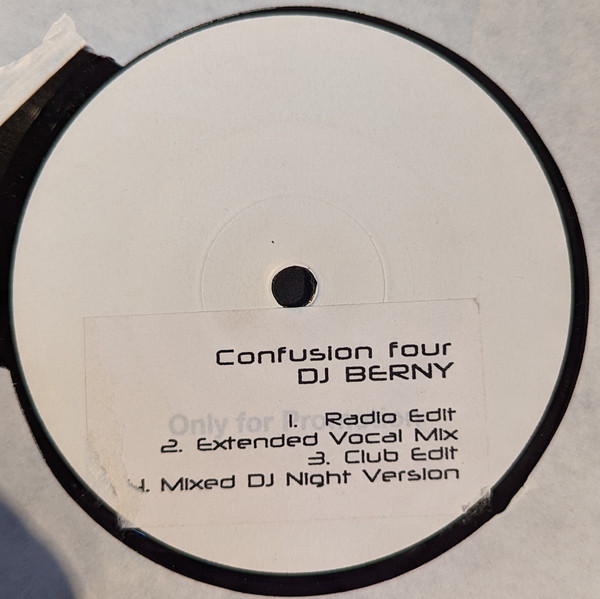 Confusion four
DJ BERNY
1. Radio Edit
Only for Promotion
2. Extended Vocal Mix
3. Club Edit
4. Mixed DJ Night Version